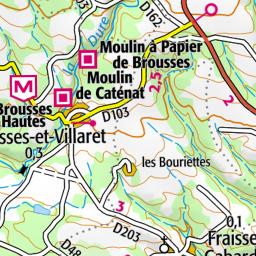 D162
Dure
Moulin à Papier
de Brousses
Moulin
de Caténat
2,5
2
M
Brousses
Hautes
D103
sses-et-Villaret
0,3
les Bouriettes
3
0,1
D203
Fraisse
Cabard
D48